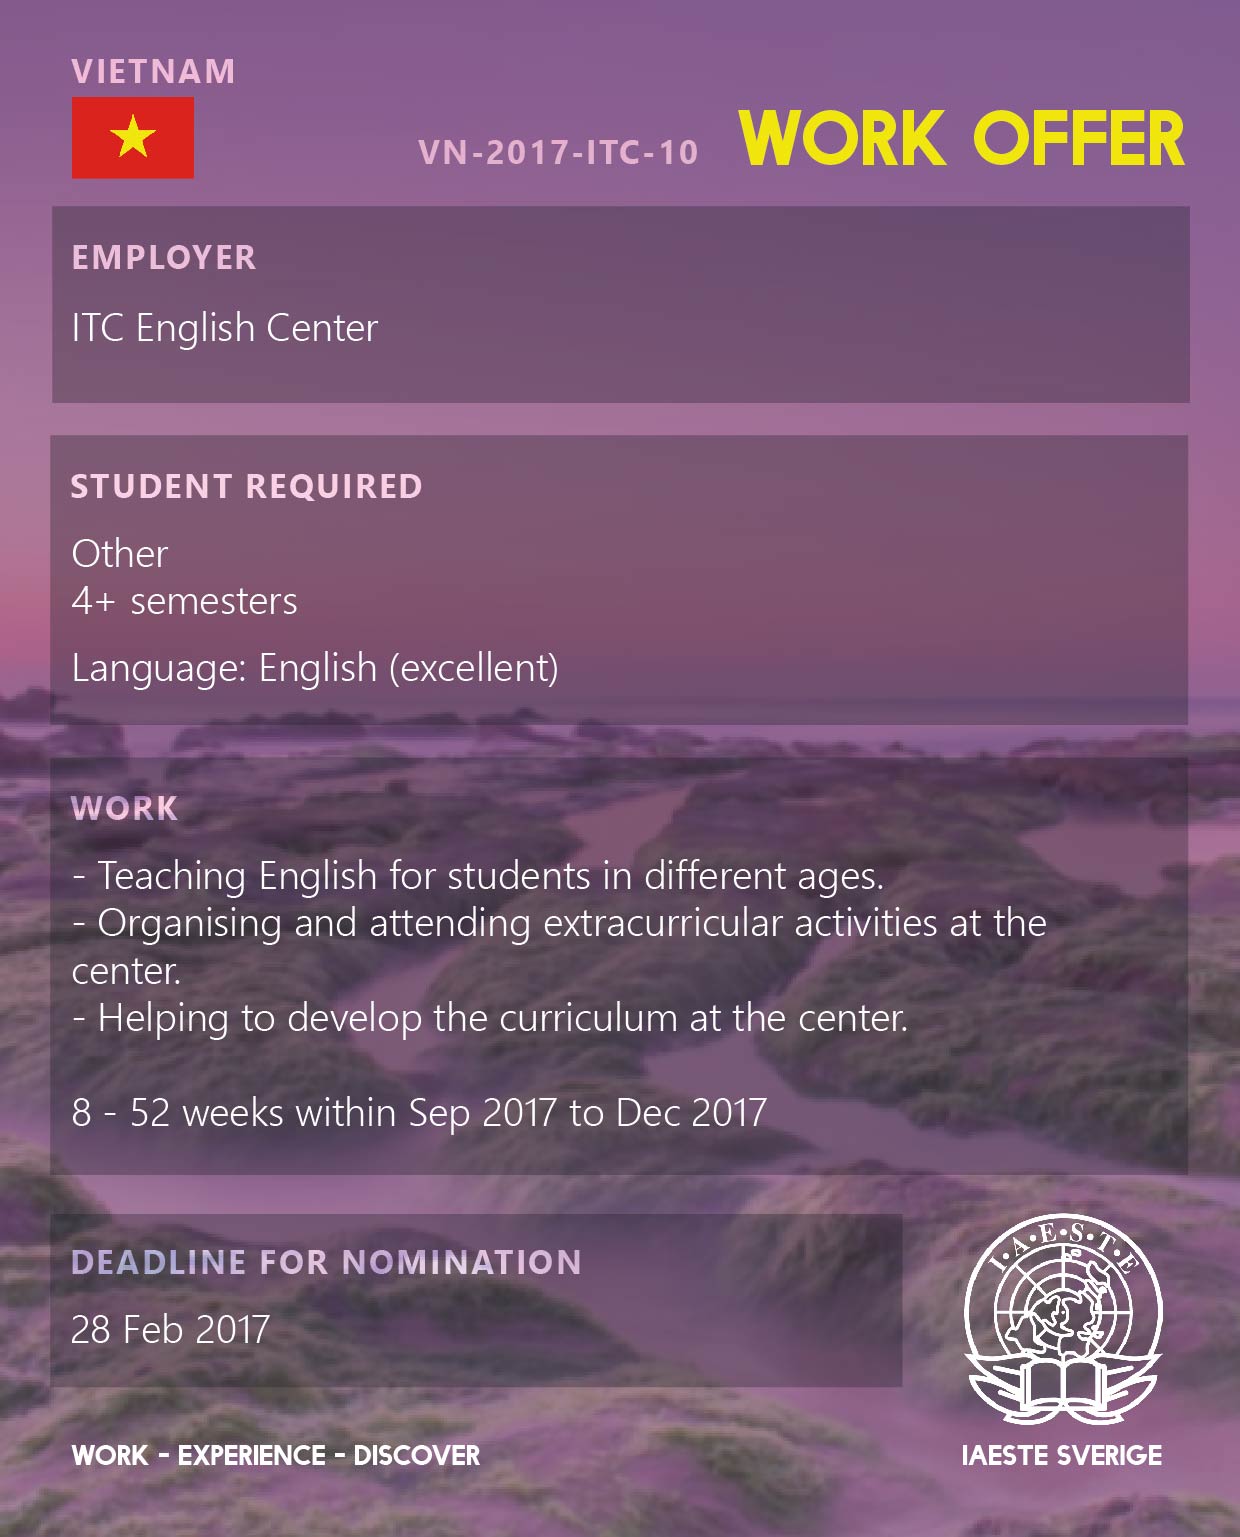 VIETNAM
VN-2017-ITC-10
WORK OFFER
EMPLOYER
ITC English Center
STUDENT REQUIRED
Other
4+ semesters
Language: English (excellent)
WORK
- Teaching English for students in different ages.
- Organising and attending extracurricular activities at the
center.
- Helping to develop the curriculum at the center.
8 - 52 weeks within Sep 2017 to Dec 2017
DEADLINE FOR NOMINATION
28 Feb 2017
I·A·E·S·T·E
WORK - EXPERIENCE - DISCOVER
IAESTE SVERIGE